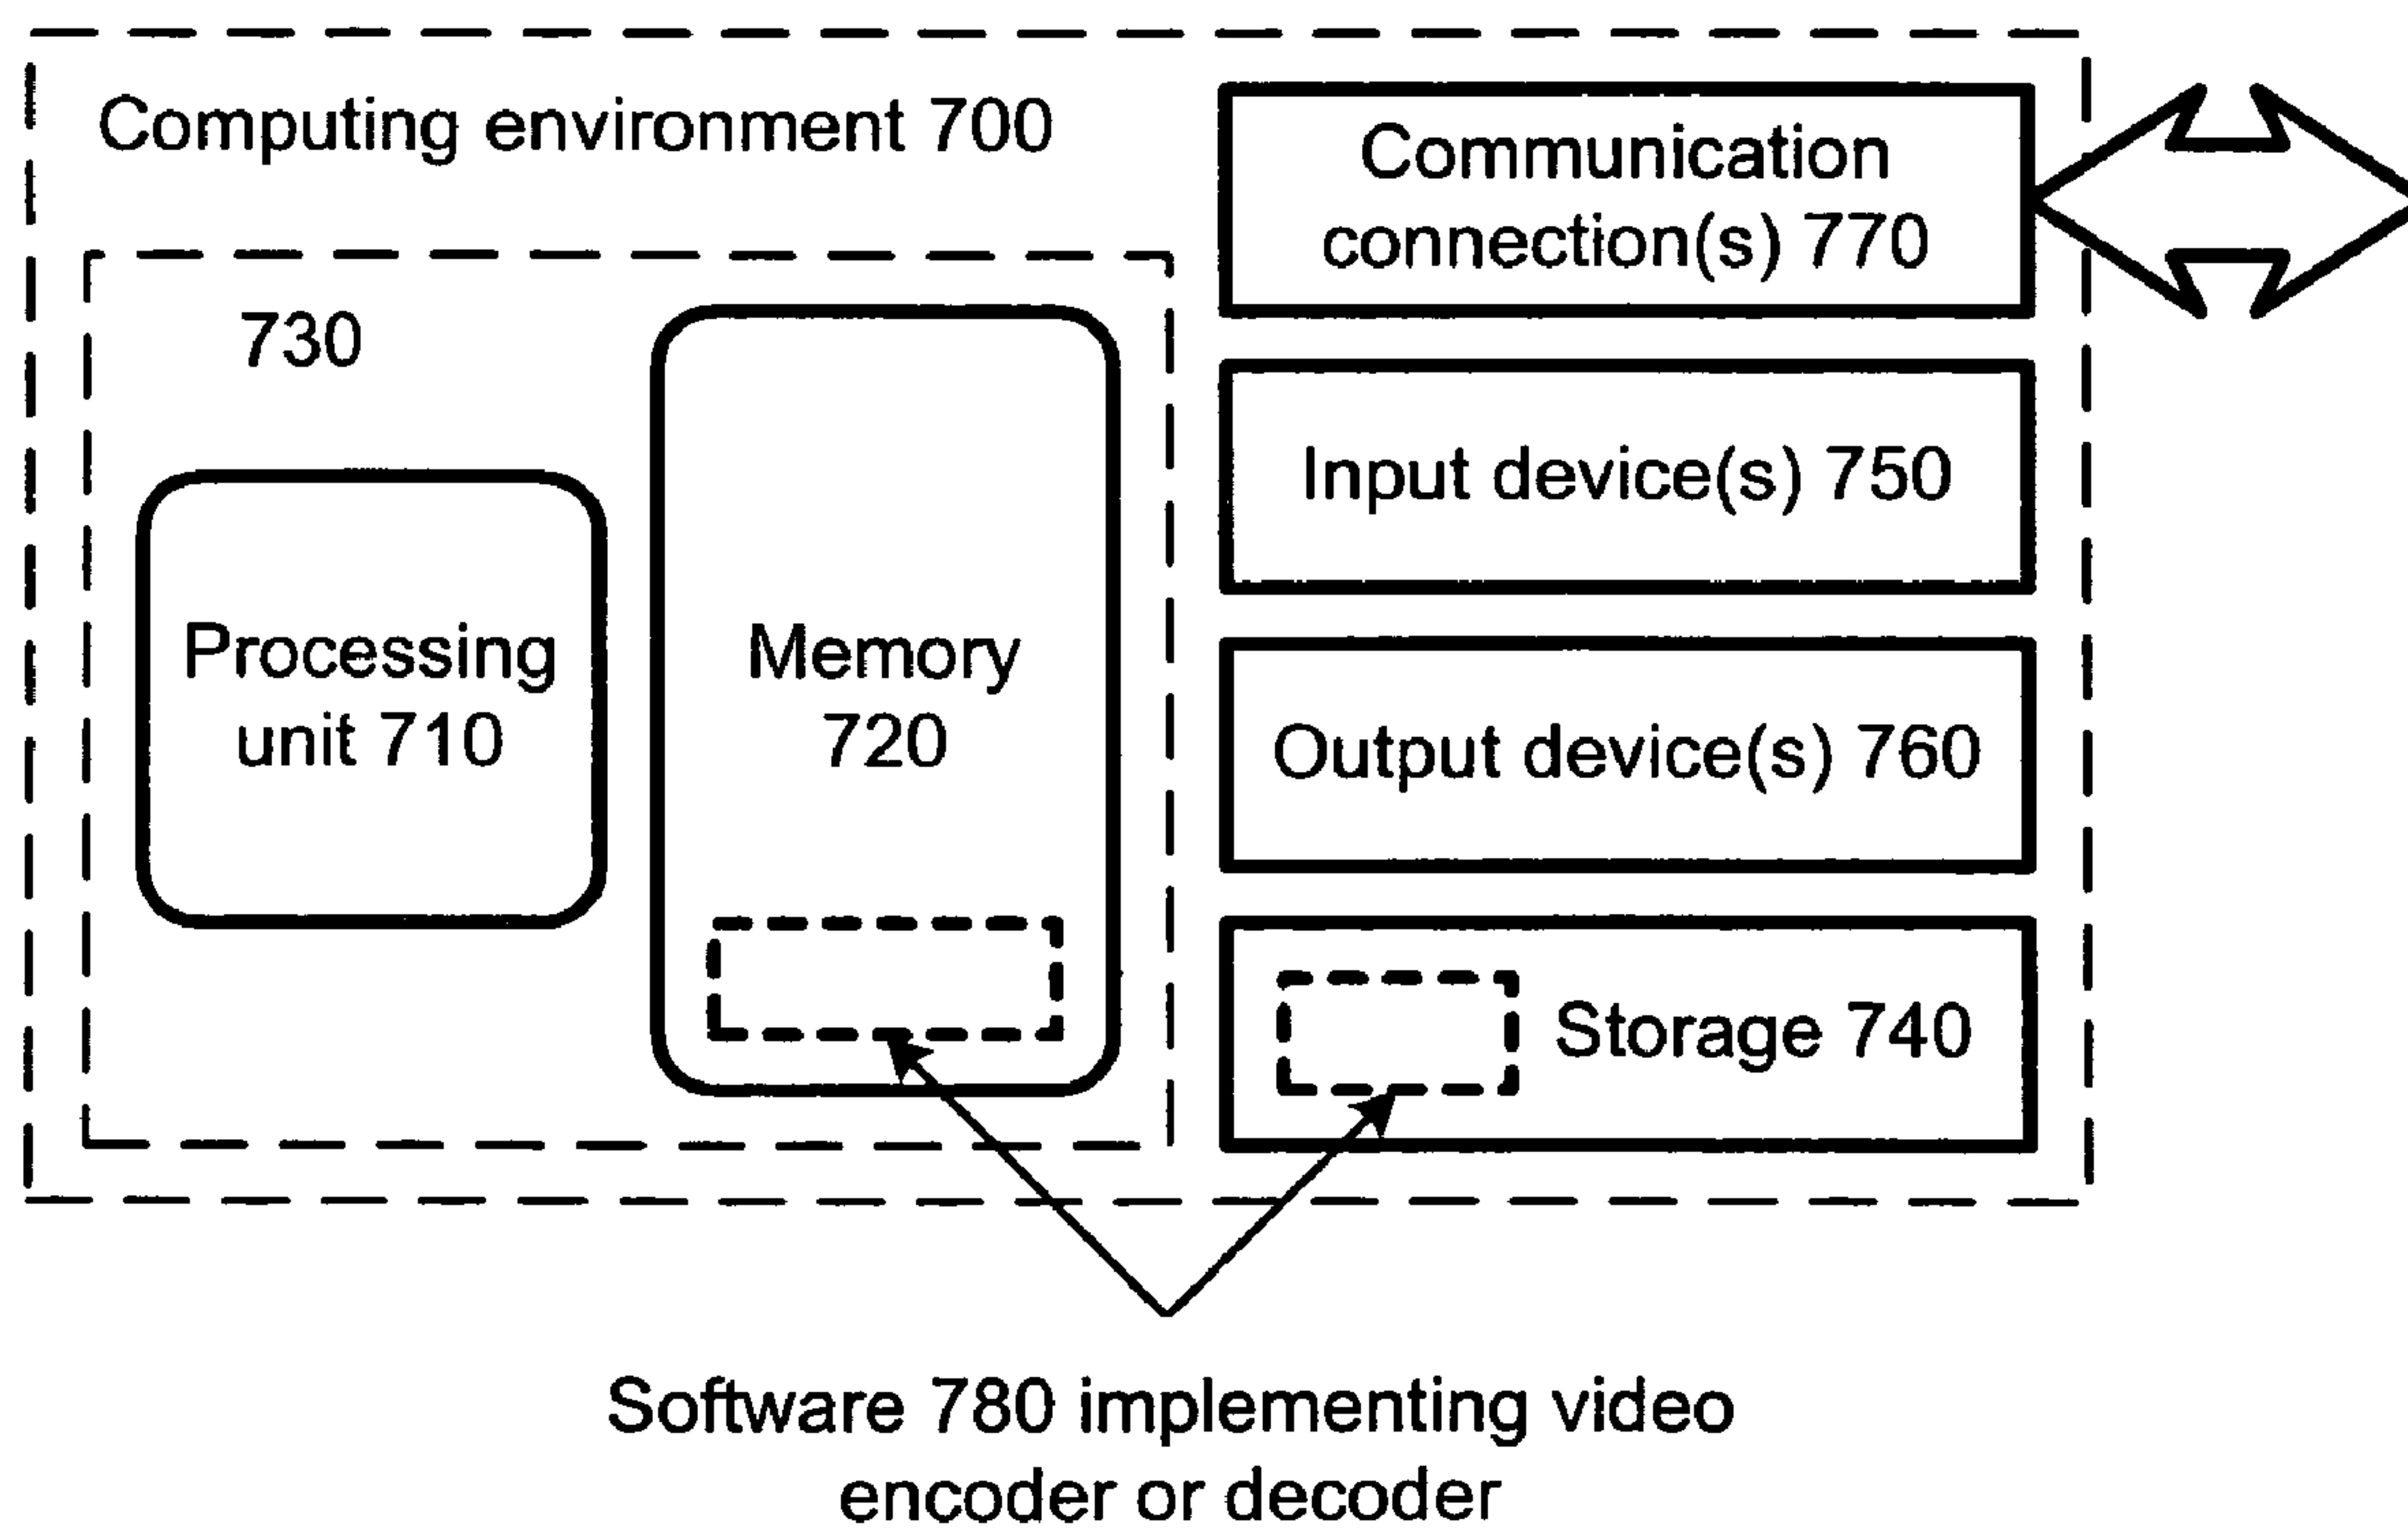 Computing environment 700
Communication
connection(s) 770
730
Input device(s) 750
Processing
unit 710
Memory
720
Output device(s) 760
Storage 740
Software 780 implementing video
encoder or decoder